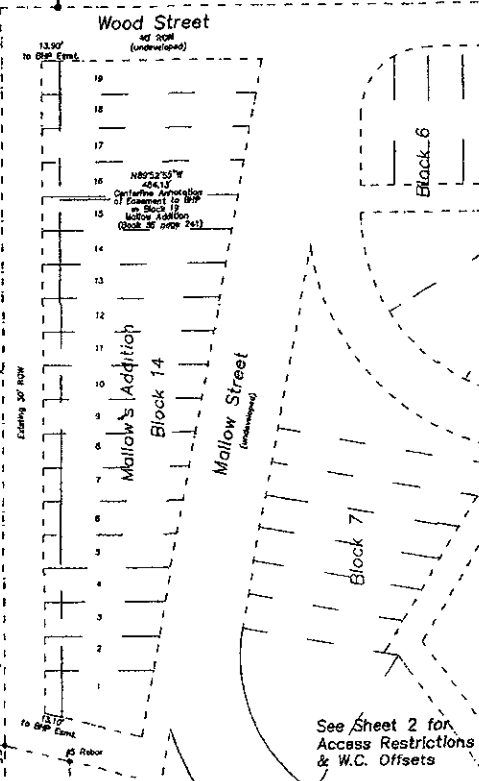 Wood Street
40' ROW
(undeveloped)
13.90'
to BHP Esmt.
19
18
17
16
N89°52'55"W
484.13'
Centerline Annotation
of Easement to BHP
in Block 19
Mallow Addition
(Book 36 page 241)
15
14
13
12
11
10
9
8
7
6
5
4
3
2
1
Mallow's Addition
Block 14
Existing 30' ROW
Mallow Street
(undeveloped)
Block 6
Block 7
13.10'
to BHP Esmt.
#5 Rebar
See Sheet 2 for
Access Restrictions
& W.C. Offsets